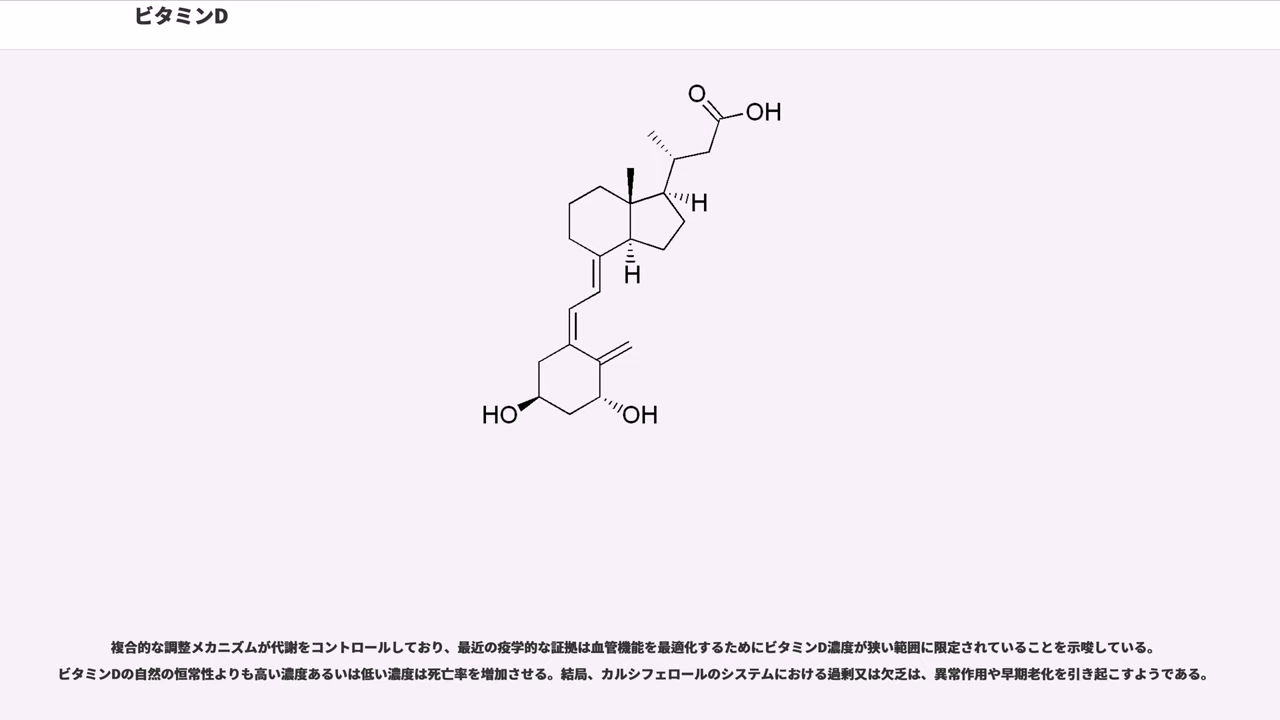 ビタミンD
O
OH
H
H
HO
OH
複合的な調整メカニズムが代謝をコントロールしており、最近の疫学的な証拠は血管機能を最適化するためにビタミンD濃度が狭い範囲に限定されていることを示唆している。
ビタミンDの自然の恒常性よりも高い濃度あるいは低い濃度は死亡率を増加させる。結局、カルシフェロールのシステムにおける過剰又は欠乏は、異常作用や早期老化を引き起こすようである。